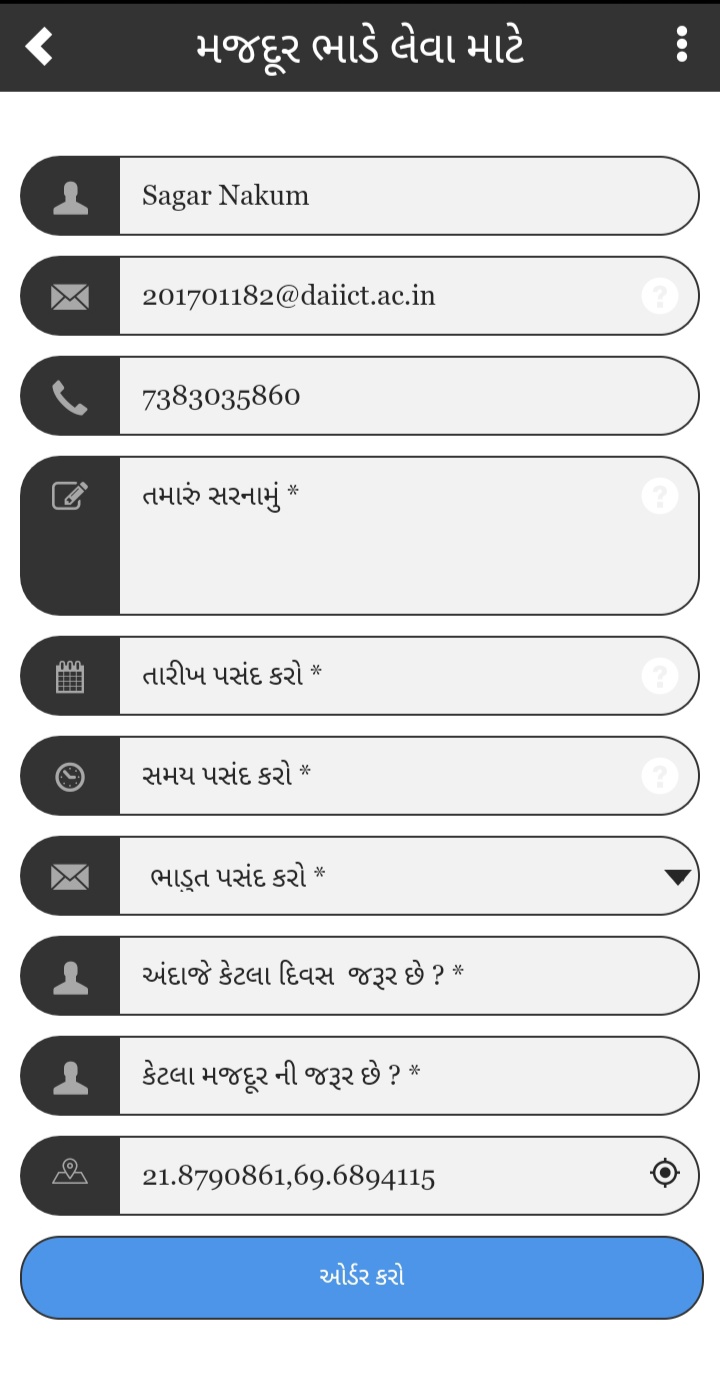 મજદૂર ભાડે લેવા માટે
Sagar Nakum
201701182@daiict.ac.in
?
7383035860
તમારું સરનામું *
?
તારીખ પસંદ કરો *
?
સમય પસંદ કરો *
?
ભાડુત પસંદ કરો *
અંદાજે કેટલા દિવસ જરૂર છે ? *
કેટલા મજદૂર ની જરૂર છે ? *
21.8790861,69.6894115
ઓર્ડર કરો